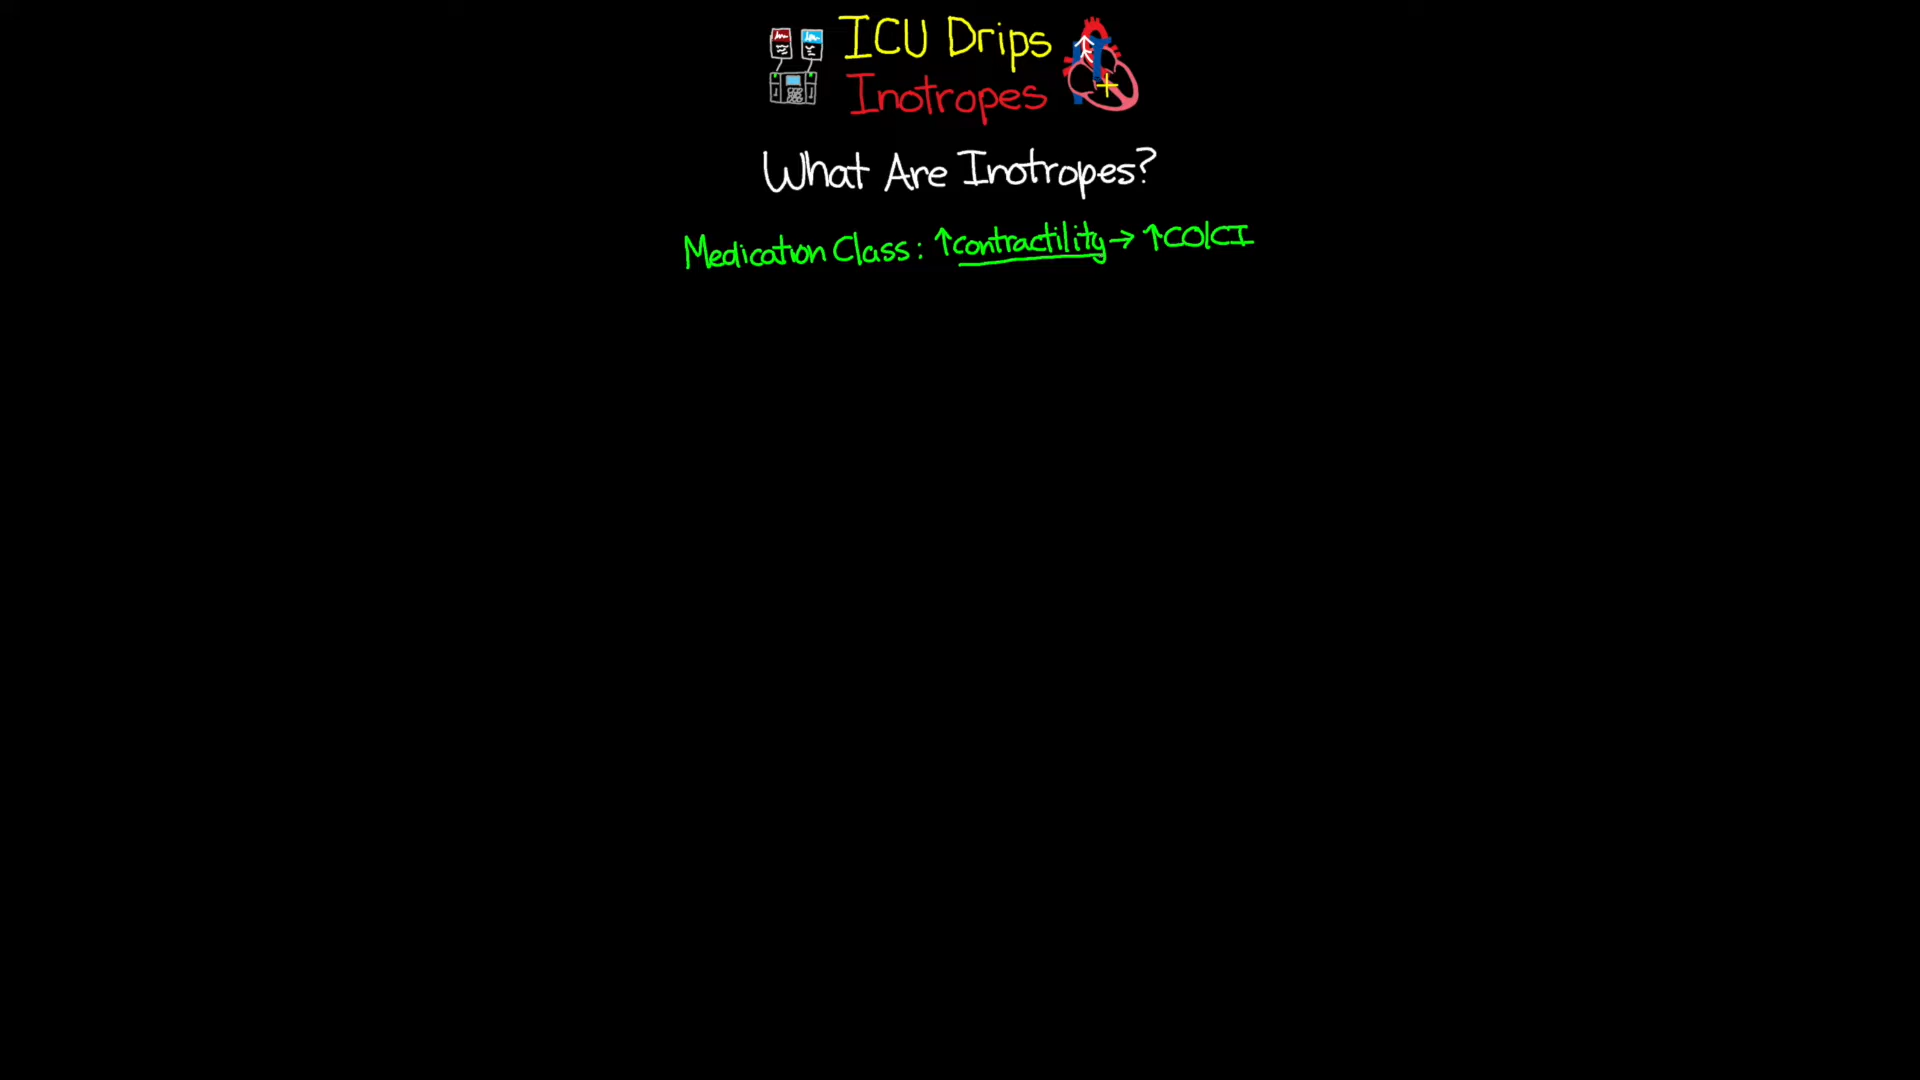 ICU Drips
Inotropes
What Are Inotropes?
Medication Class: ↑contractility → ↑CO/CI